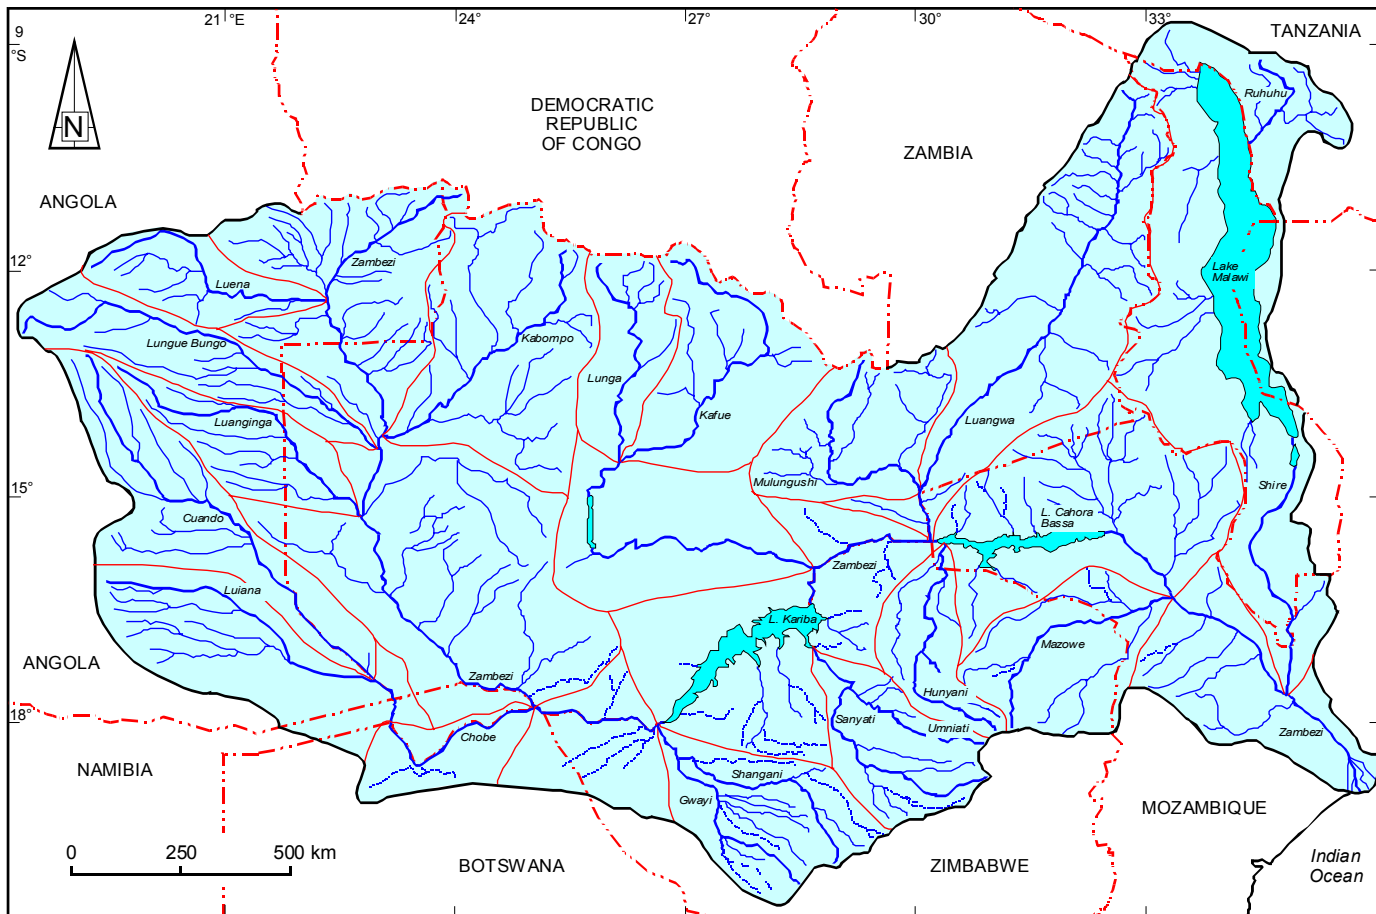 21°E
24°
27°
30°
33°
9
°S
TANZANIA
N
DEMOCRATIC
REPUBLIC
OF CONGO
ZAMBIA
Ruhuhu
ANGOLA
12°
Zambezi
Luena
Lake
Malawi
Lungue Bungo
Kabompo
Lunga
Kafue
Luanginga
Luangwa
15°
Mulungushi
Shire
Cuando
L. Cahora
Bassa
Zambezi
Luiana
L. Kariba
Mazowe
ANGOLA
Zambezi
Hunyani
18°
Sanyati
Umniati
Chobe
Zambezi
NAMIBIA
Shangani
Gwayi
MOZAMBIQUE
0 250 500 km
BOTSWANA
ZIMBABWE
Indian
Ocean